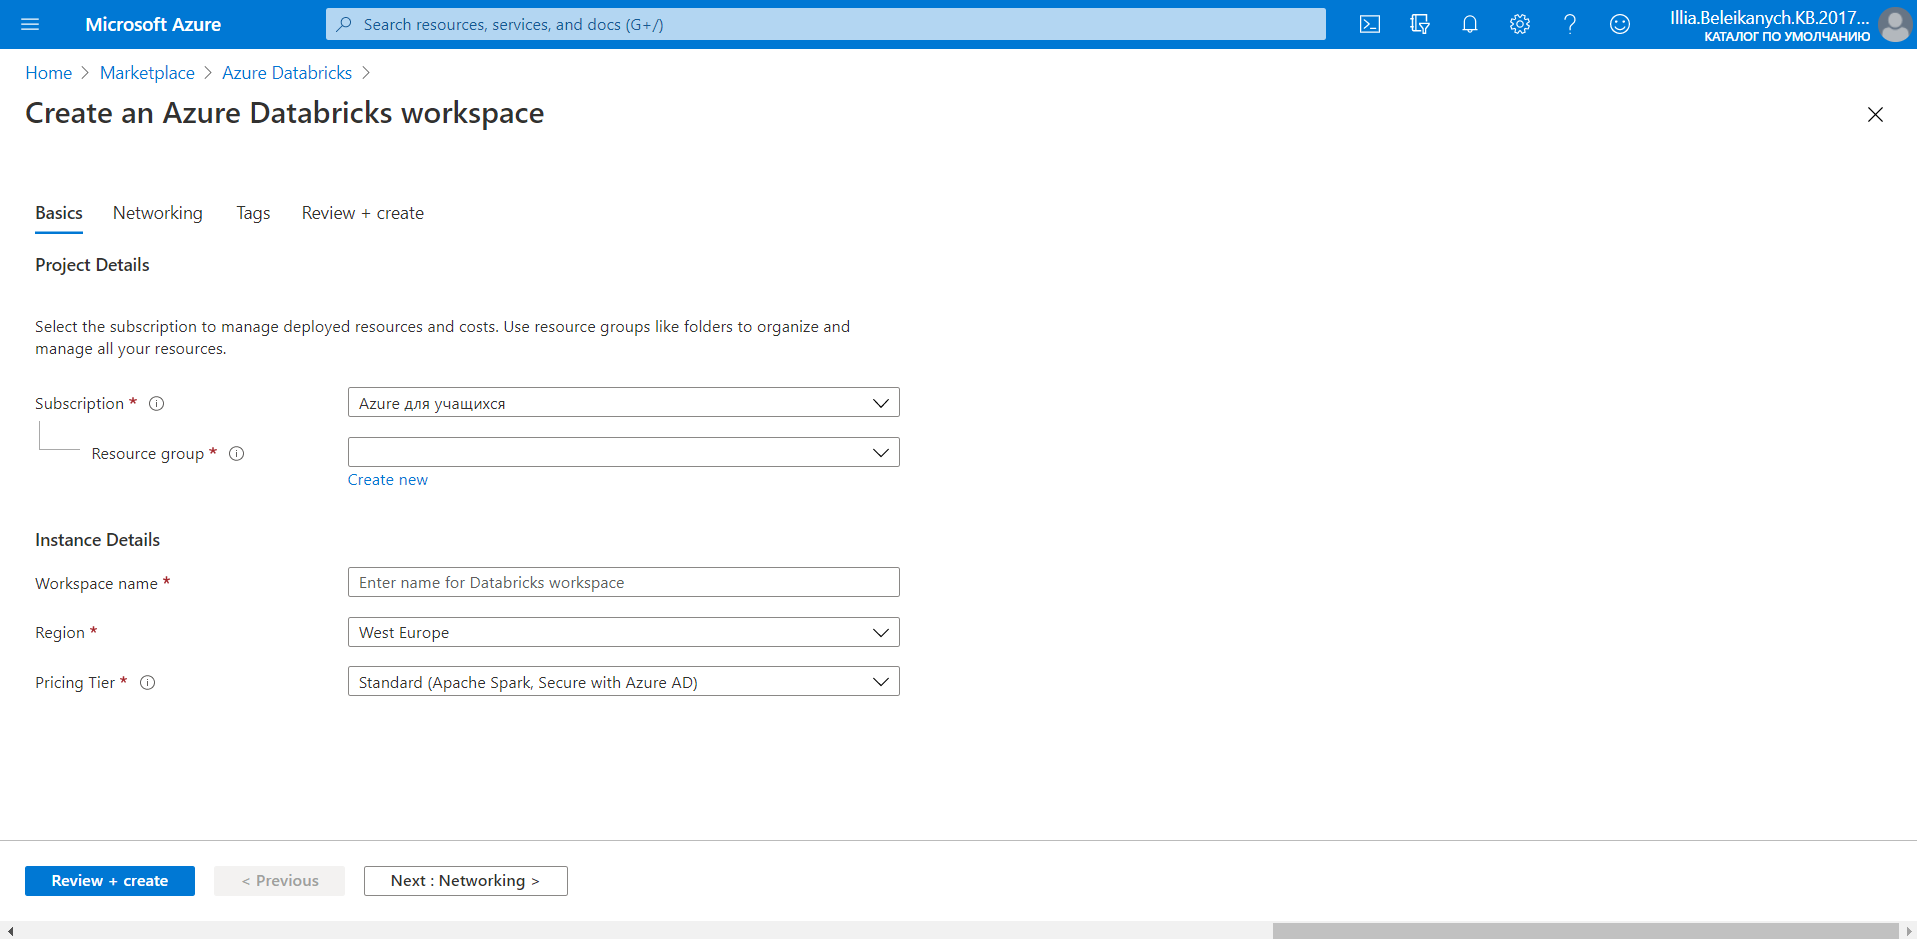 Microsoft Azure
Search resources, services, and docs (G+/)
Illia.Beleikanych.KB.2017...
КАТАЛОГ ПО УМОЛЧАНИЮ
Home > Marketplace > Azure Databricks >
Create an Azure Databricks workspace
Basics Networking Tags Review + create
Project Details
Select the subscription to manage deployed resources and costs. Use resource groups like folders to organize and
manage all your resources.
Subscription * Azure для учащихся
Resource group *
Create new
Instance Details
Workspace name * Enter name for Databricks workspace
Region * West Europe
Pricing Tier * Standard (Apache Spark, Secure with Azure AD)
Review + create < Previous Next : Networking >